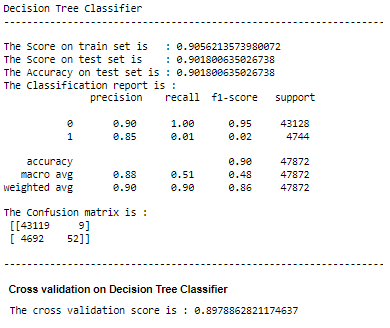 Decision Tree Classifier
--------------------------------------------------------------------------------
The Score on train set is   : 0.9056213573980072
The Score on test set is    : 0.901800635026738
The Accuracy on test set is : 0.901800635026738
The Classification report is :
              precision    recall  f1-score   support

           0       0.90      1.00      0.95     43128
           1       0.85      0.01      0.02      4744

    accuracy                           0.90     47872
   macro avg       0.88      0.51      0.48     47872
weighted avg       0.90      0.90      0.86     47872

The Confusion matrix is :
 [[43119     9]
 [ 4692    52]]
--------------------------------------------------------------------------------
Cross validation on Decision Tree Classifier
The cross validation score is : 0.8978862821174637